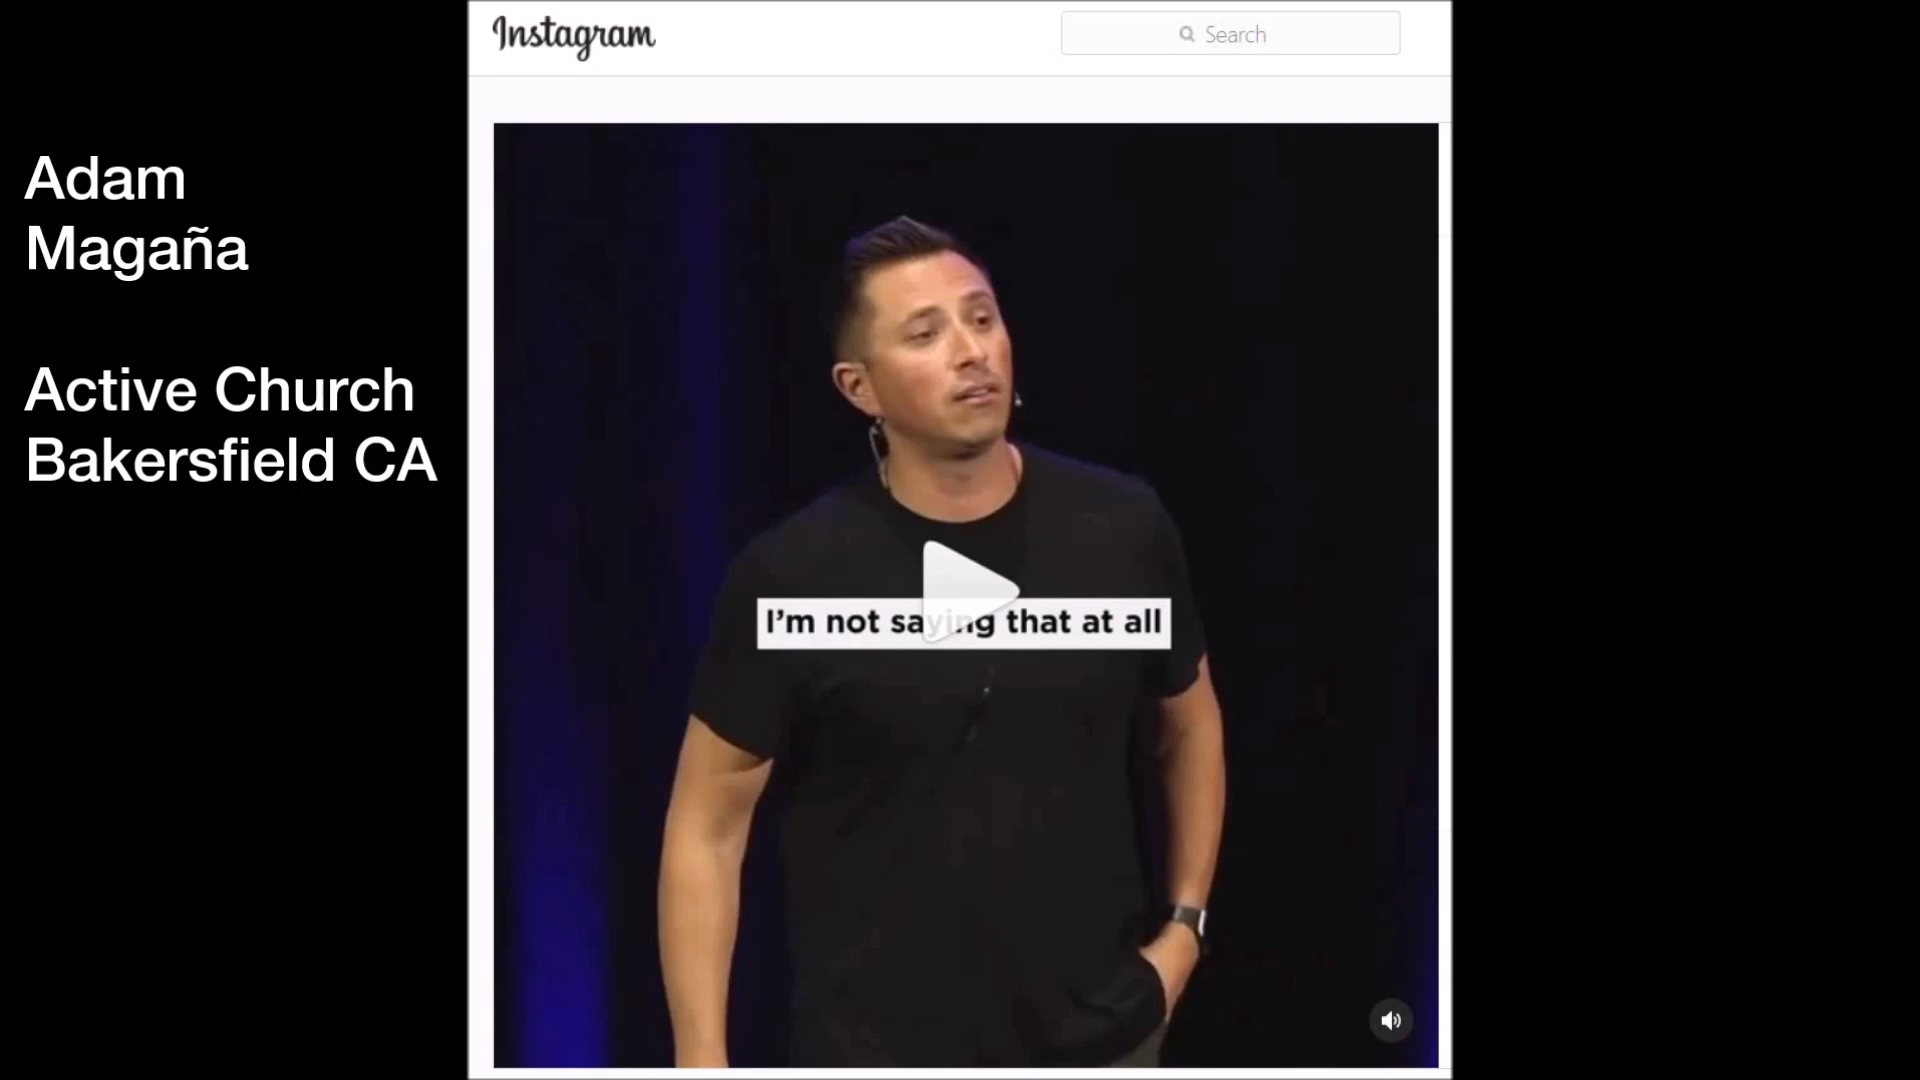 Instagram
Search
Adam
Magaña
Active Church
Bakersfield CA
I'm not saying that at all